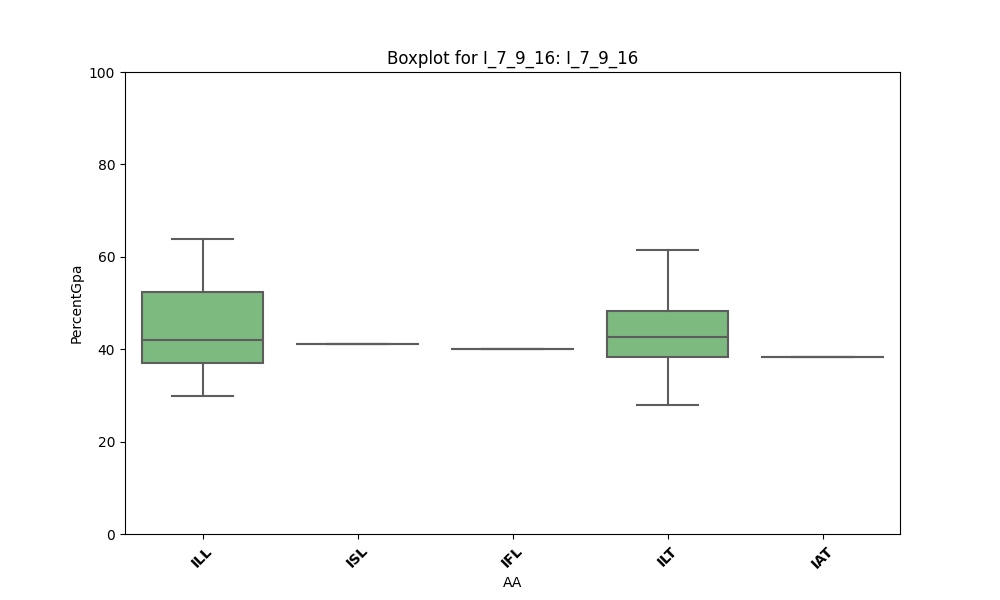 Boxplot for I_7_9_16: I_7_9_16
100
80
60
40
20
0
PercentGpa
ILL
ISL
IFL
ILT
IAT
AA